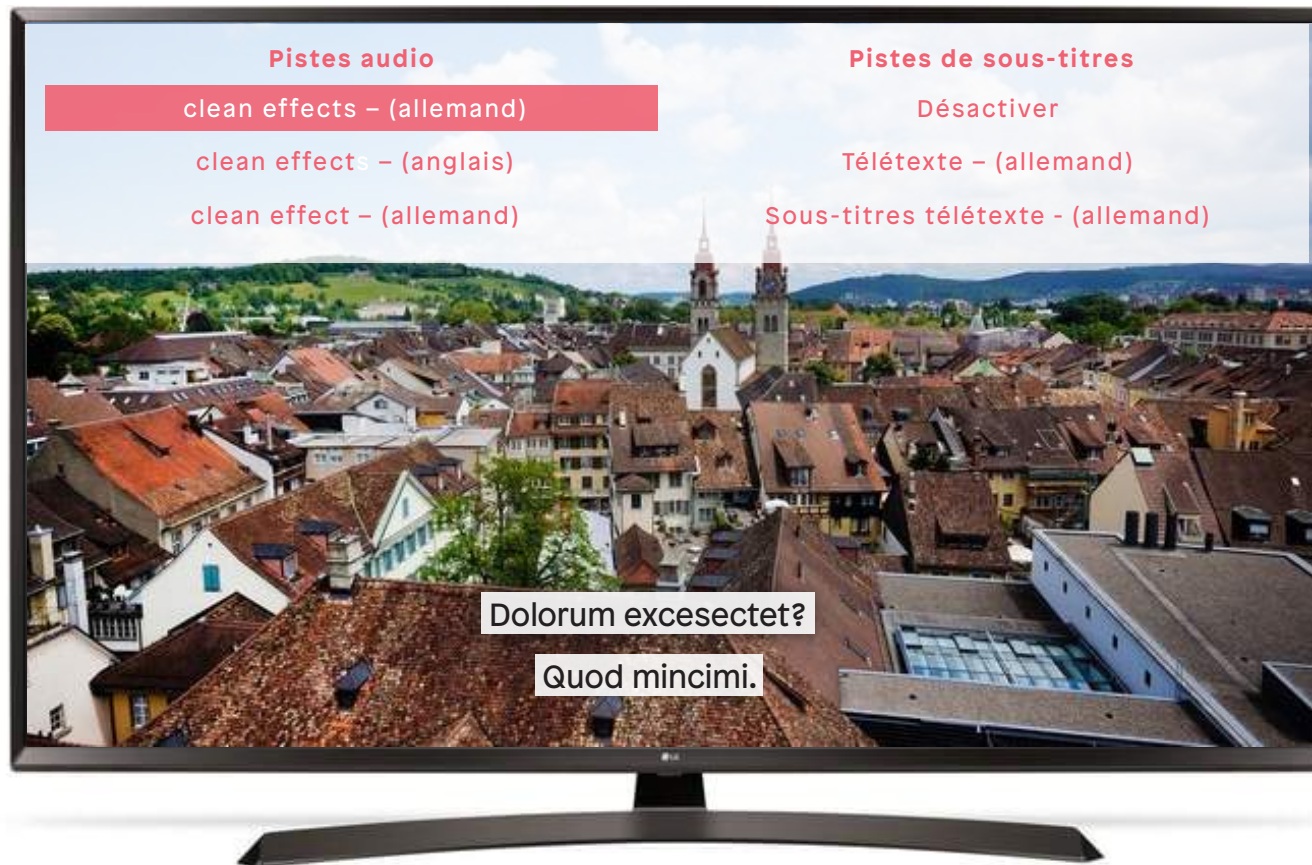 Pistes audio
clean effects – (allemand)
clean effects – (anglais)
clean effect – (allemand)
Pistes de sous-titres
Désactiver
Télétexte – (allemand)
Sous-titres télétexte - (allemand)
Dolorum excesectet?
Quod mincimi.
LG